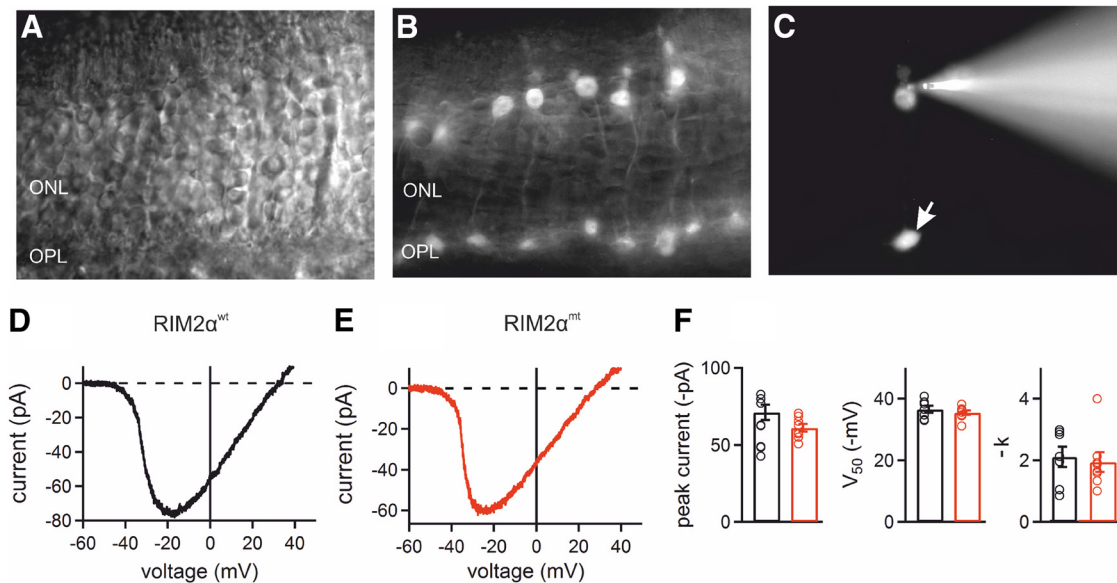 A
B
C
ONL
OPL
ONL
OPL
D
RIM2α^wt
E
RIM2α^mt
F
current (pA)
0
-20
-40
-60
-80
-60 -40 -20 0 20 40
voltage (mV)
current (pA)
0
-20
-40
-60
-60 -40 -20 0 20 40
voltage (mV)
peak current (-pA)
100
50
0
V₅₀ (-mV)
40
20
0
- k
4
2
0